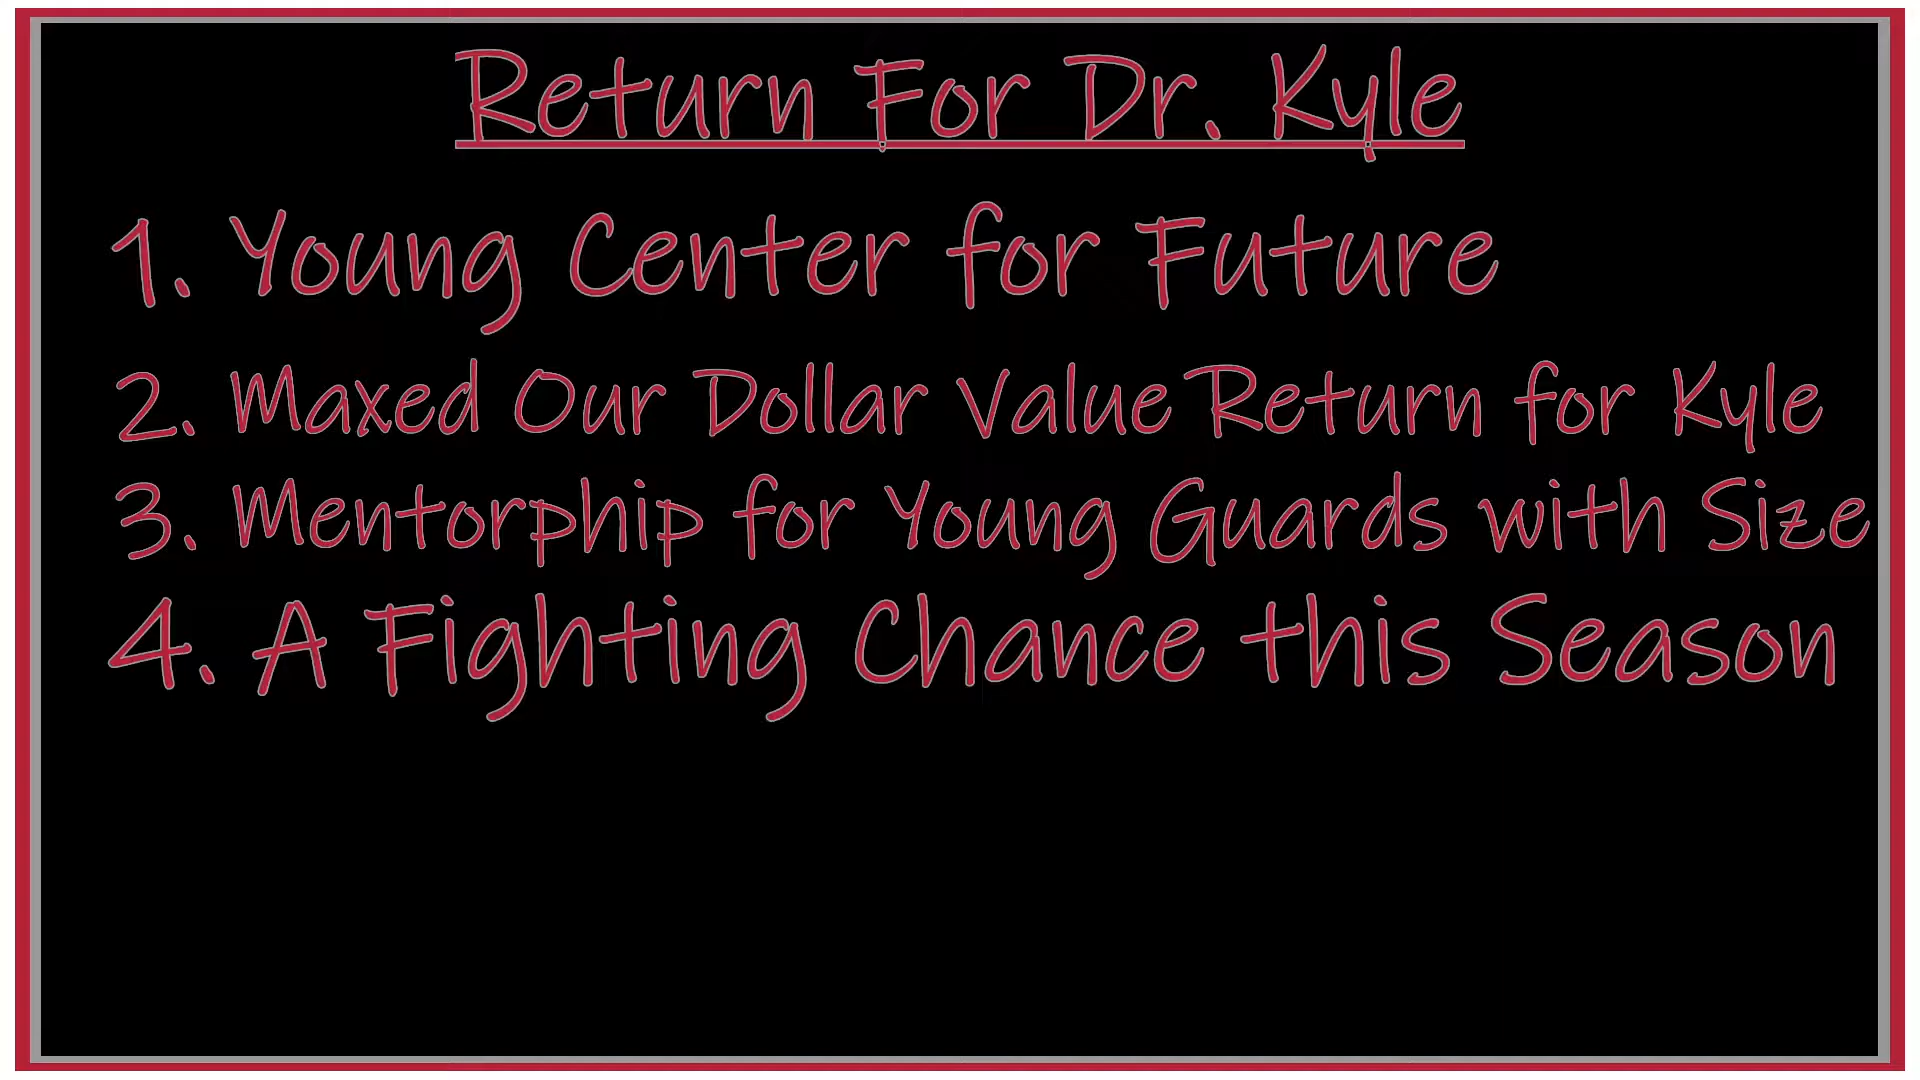 Return For Dr. Kyle
1. Young Center for Future
2. Maxed Our Dollar Value Return for Kyle
3. Mentorphip for Young Guards with Size
4. A Fighting Chance this Season